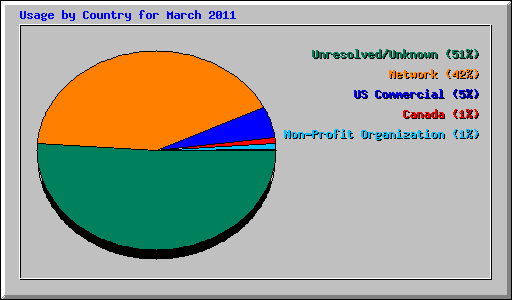 Usage by Country for March 2011
Unresolved/Unknown (51%)
Network (42%)
US Commercial (5%)
Canada (1%)
Non-Profit Organization (1%)